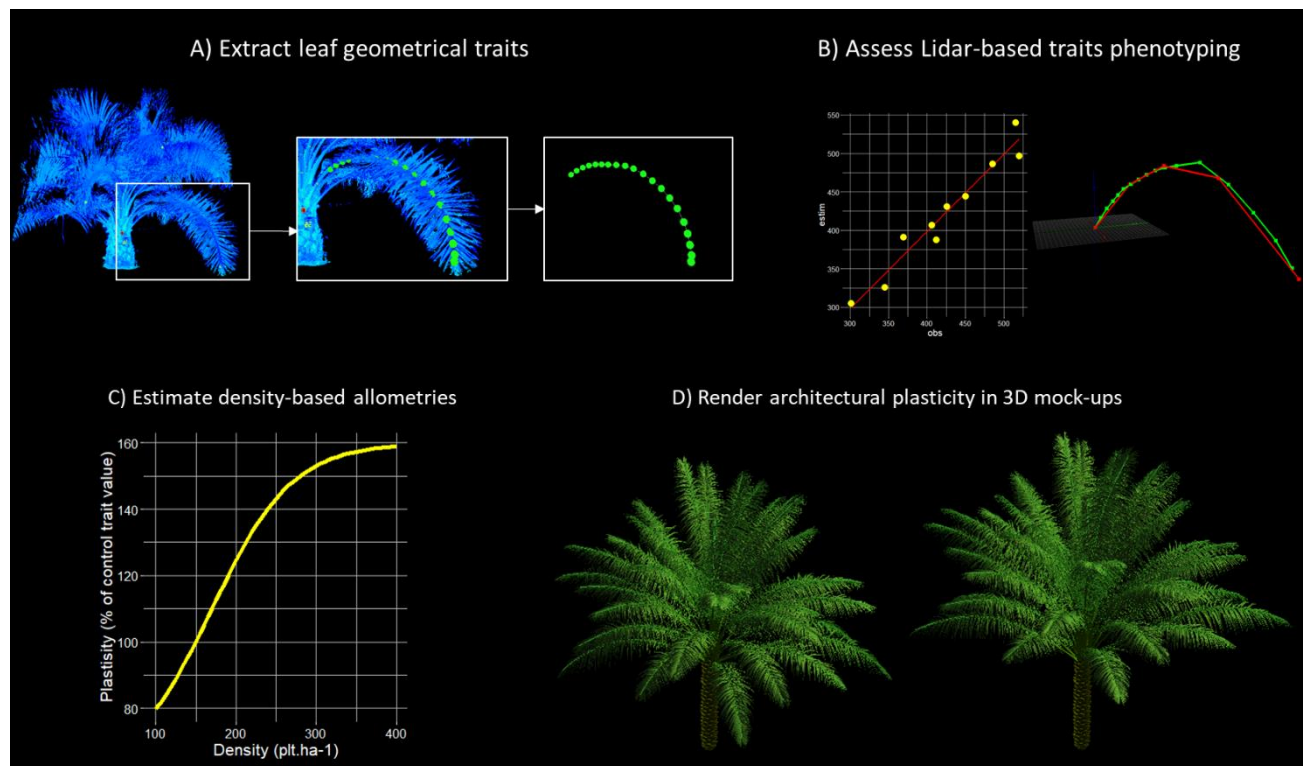 A) Extract leaf geometrical traits
B) Assess Lidar-based traits phenotyping
550
500
450
400
350
300
estim
300
350
400
450
500
obs
C) Estimate density-based allometries
D) Render architectural plasticity in 3D mock-ups
160
140
120
100
80
Plastisity (% of control trait value)
100
200
300
400
Density (plt.ha-1)